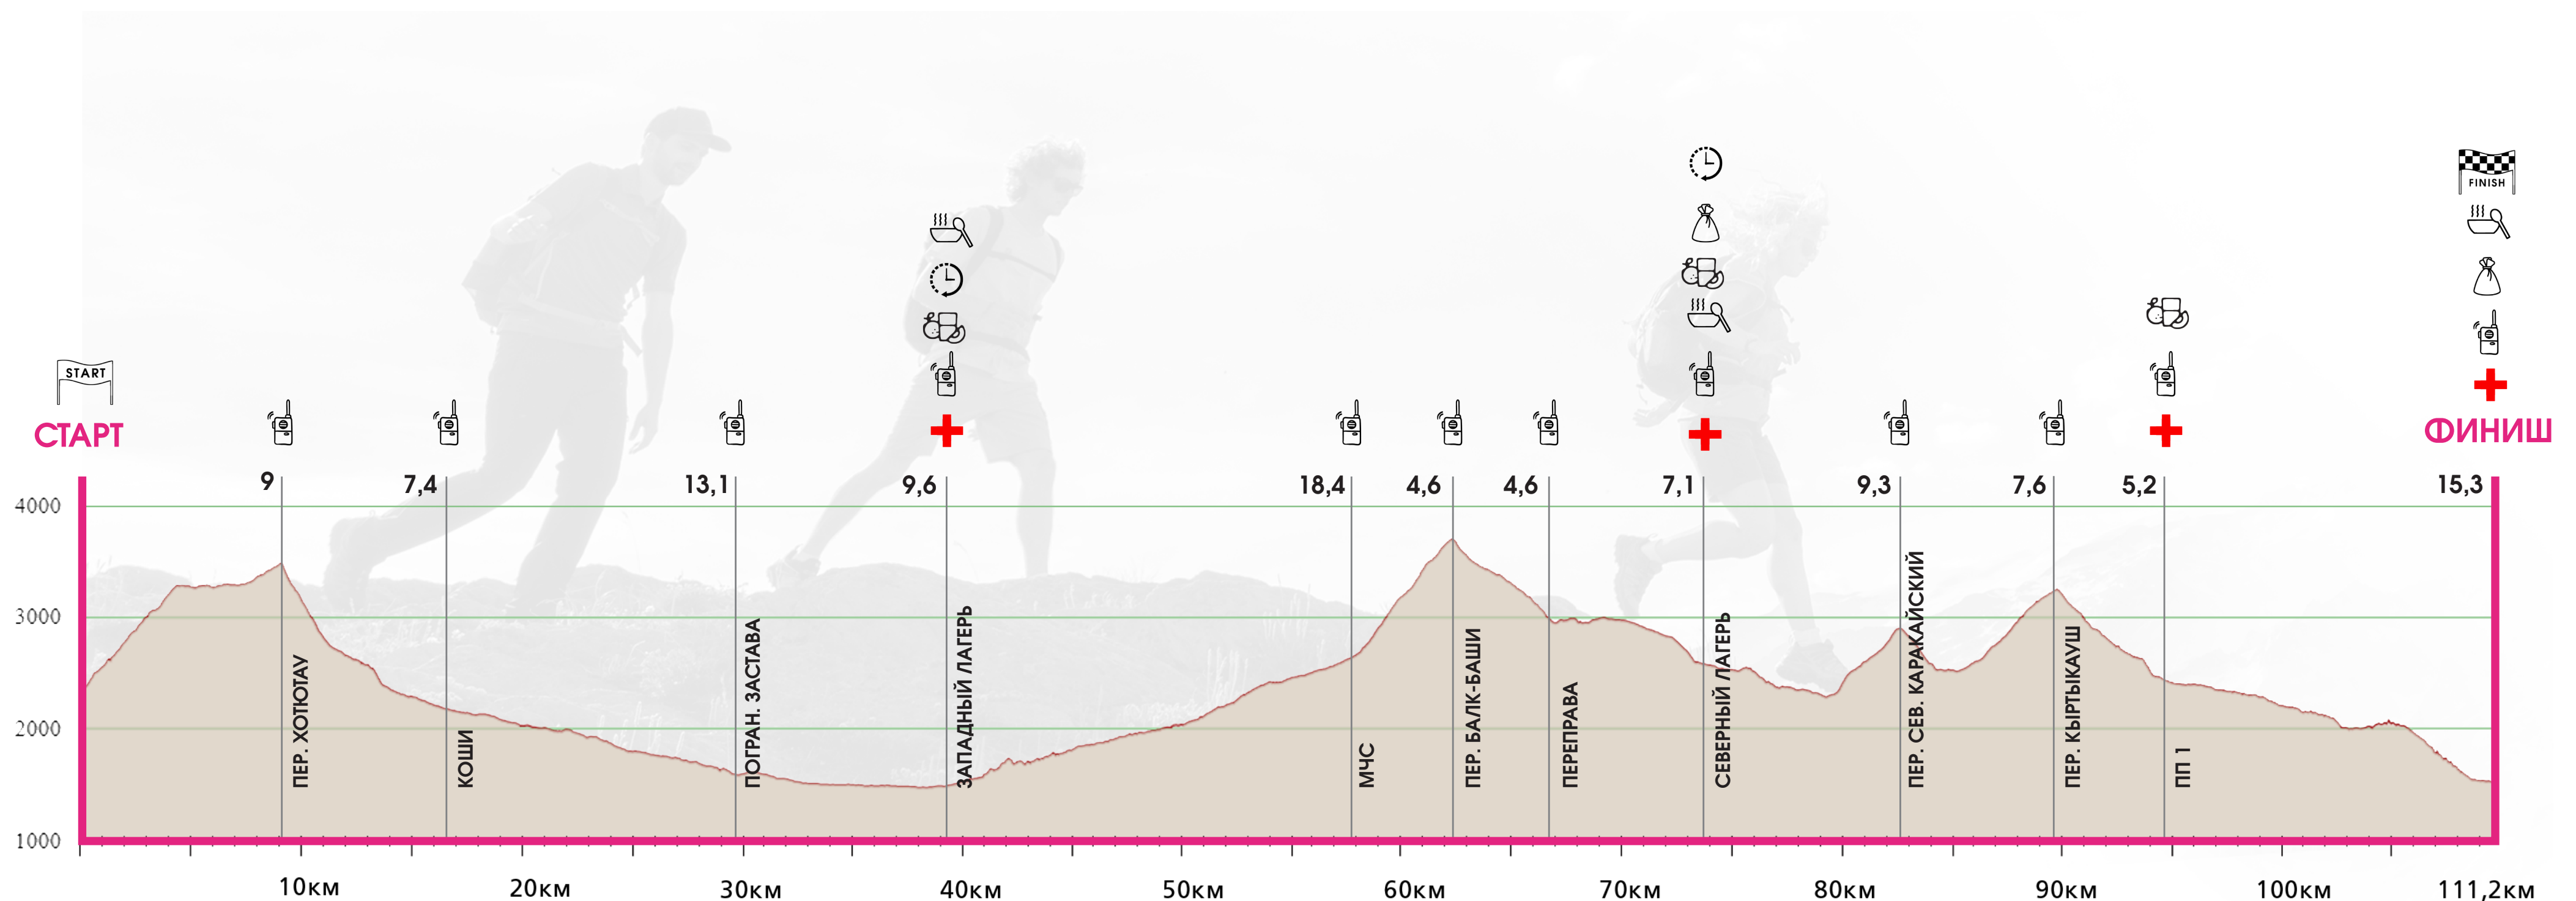 START
СТАРТ
FINISH
ФИНИШ
9
7,4
13,1
9,6
18,4
4,6
4,6
7,1
9,3
7,6
5,2
15,3
4000
3000
2000
1000
ПЕР. ХОТЮТАУ
КОШИ
ПОГРАН. ЗАСТАВА
ЗАПАДНЫЙ ЛАГЕРЬ
МЧС
ПЕР. БАЛК-БАШИ
ПЕРЕПРАВА
СЕВЕРНЫЙ ЛАГЕРЬ
ПЕР. СЕВ. КАРАКАЙСКИЙ
ПЕР. КЫРТЫКАУШ
ПП 1
10км
20км
30км
40км
50км
60км
70км
80км
90км
100км
111,2км